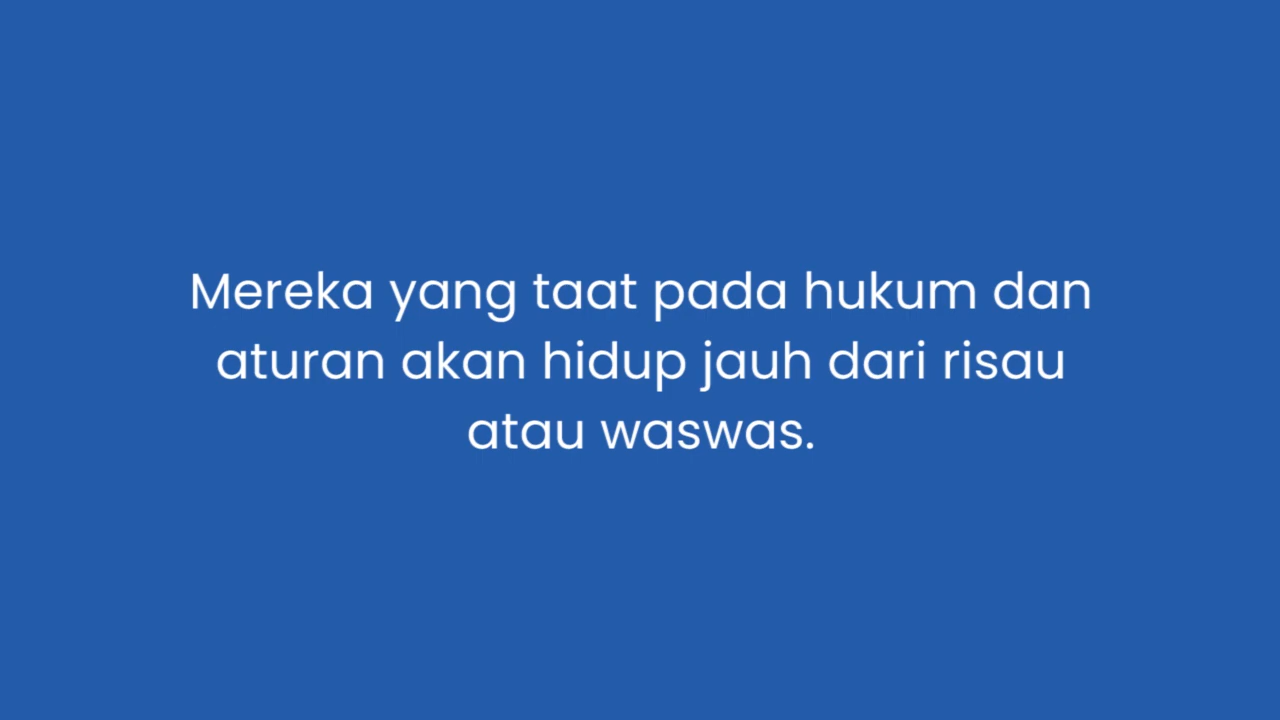 Mereka yang taat pada hukum dan
aturan akan hidup jauh dari risau
atau waswas.